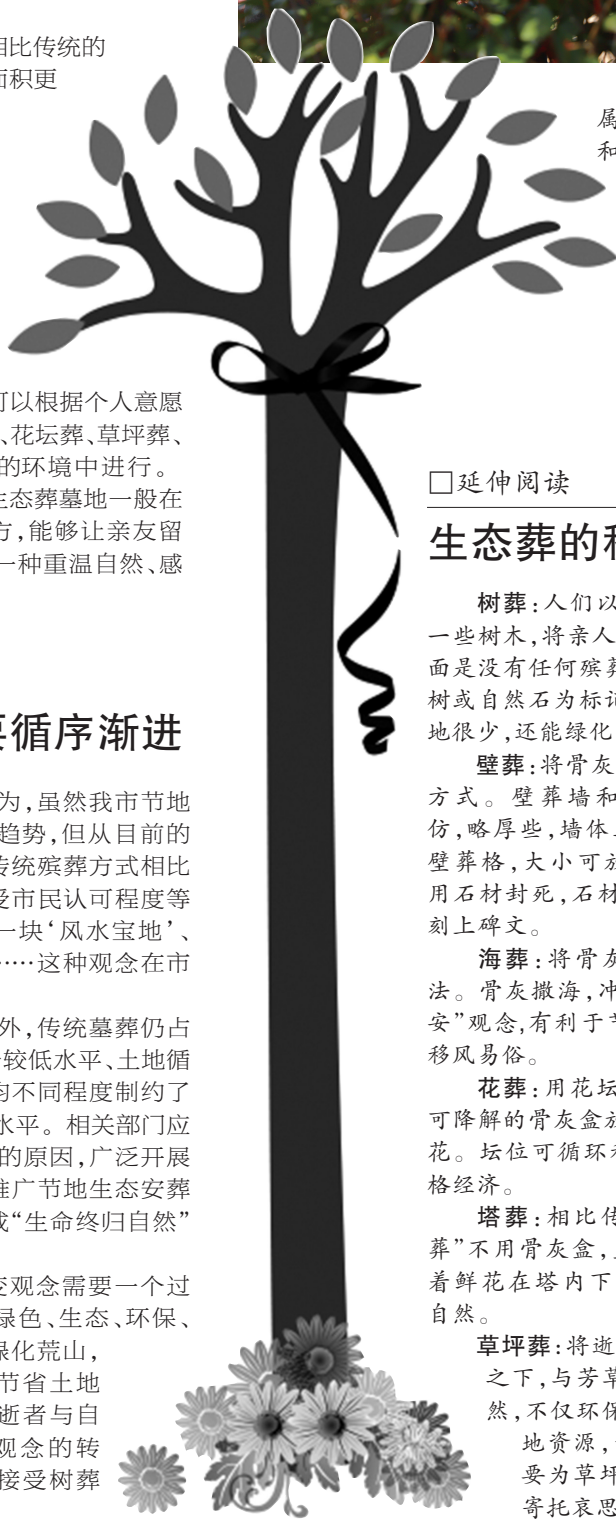 相比传统的
面积更
可以根据个人意愿
、花坛葬、草坪葬、
的环境中进行。
生态葬墓地一般在
方，能够让亲友留
一种重温自然、感
要循序渐进
为，虽然我市节地
趋势，但从目前的
传统殡葬方式相比
受市民认可程度等
一块‘风水宝地’、
……这种观念在市
外，传统墓葬仍占
较低水平、土地循
均不同程度制约了
水平。相关部门应
的原因，广泛开展
推广节地生态安葬
成“生命终归自然”
变观念需要一个过
绿色、生态、环保、
绿化荒山，
节省土地
逝者与自
观念的转
接受树葬
属
和
□延伸阅读
生态葬的种
树葬：人们以
一些树木，将亲人
面是没有任何殡葬
树或自然石为标记
地很少，还能绿化
壁葬：将骨灰
方式。壁葬墙和
仿，略厚些，墙体
壁葬格，大小可放
用石材封死，石材
刻上碑文。
海葬：将骨灰
法。骨灰撒海，冲
安”观念，有利于节
移风易俗。
花葬：用花坛
可降解的骨灰盒放
花。坛位可循环
格经济。
塔葬：相比传
葬”不用骨灰盒，
着鲜花在塔内下
自然。
草坪葬：将逝
之下，与芳草
然，不仅环保
地资源，
要为草坪
寄托哀思